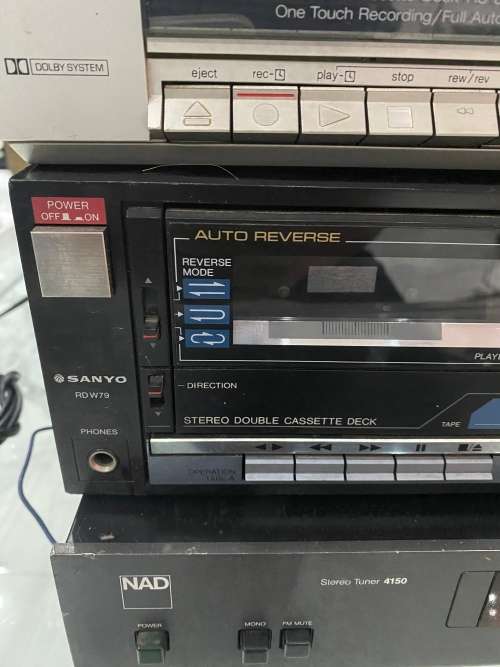 One Touch Recording/Full Auto
DOLBY SYSTEM
eject rec- play- stop rew/rev
POWER
OFF ON
AUTO REVERSE
REVERSE
MODE
SANYO
RD W79
DIRECTION
STEREO DOUBLE CASSETTE DECK
TAPE
PHONES
OPERATION
TAPE A
NAD
Stereo Tuner 4150
POWER
MONO
FM MUTE